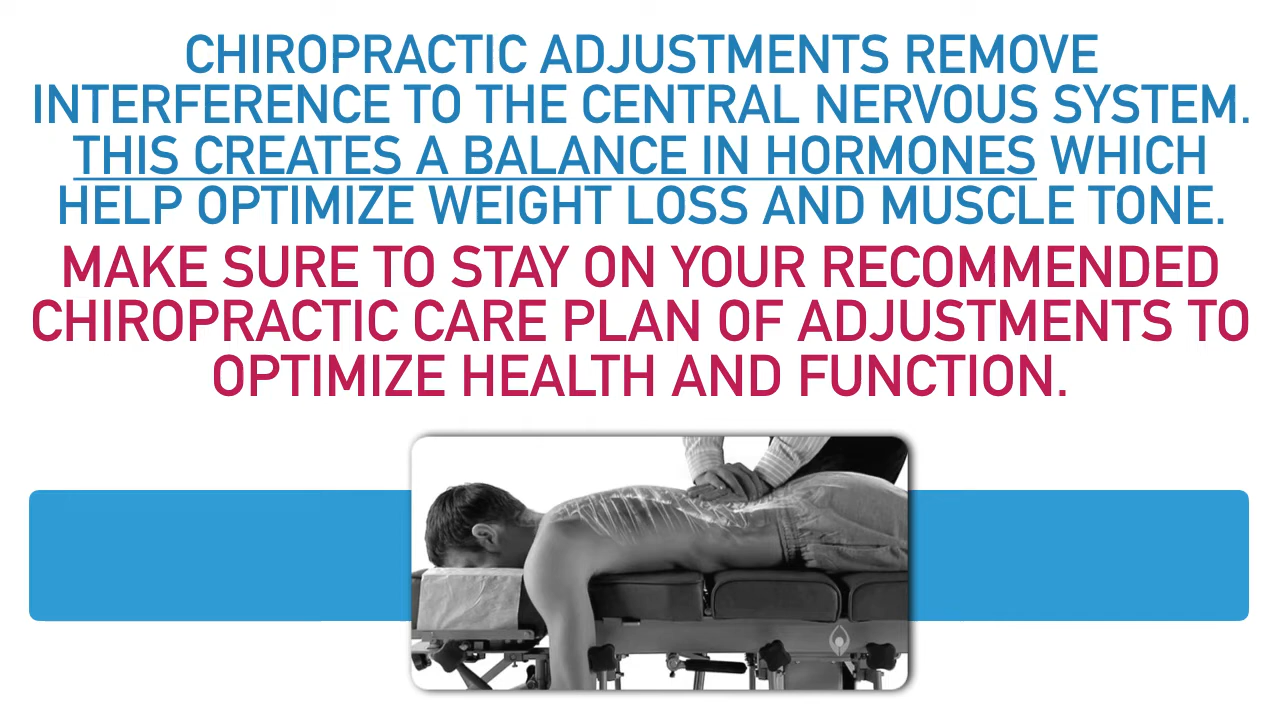 CHIROPRACTIC ADJUSTMENTS REMOVE
INTERFERENCE TO THE CENTRAL NERVOUS SYSTEM.
THIS CREATES A BALANCE IN HORMONES WHICH
HELP OPTIMIZE WEIGHT LOSS AND MUSCLE TONE.
MAKE SURE TO STAY ON YOUR RECOMMENDED
CHIROPRACTIC CARE PLAN OF ADJUSTMENTS TO
OPTIMIZE HEALTH AND FUNCTION.